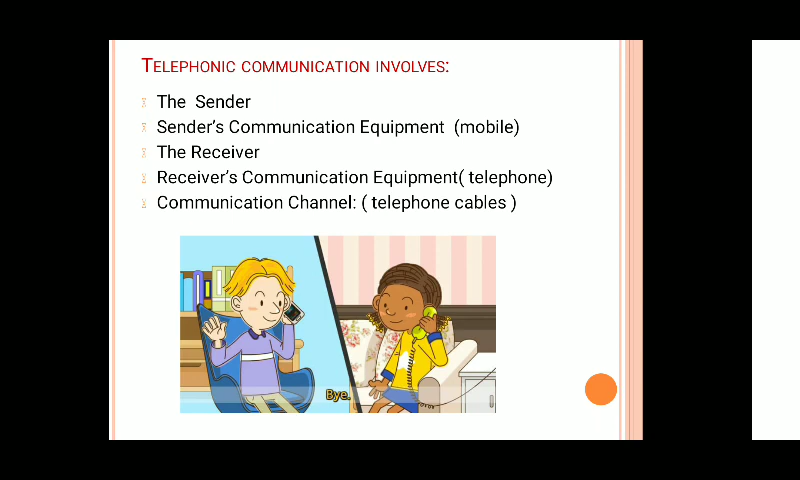 TELEPHONIC COMMUNICATION INVOLVES:
The Sender
Sender's Communication Equipment (mobile)
The Receiver
Receiver's Communication Equipment( telephone)
Communication Channel: ( telephone cables )
Bye.